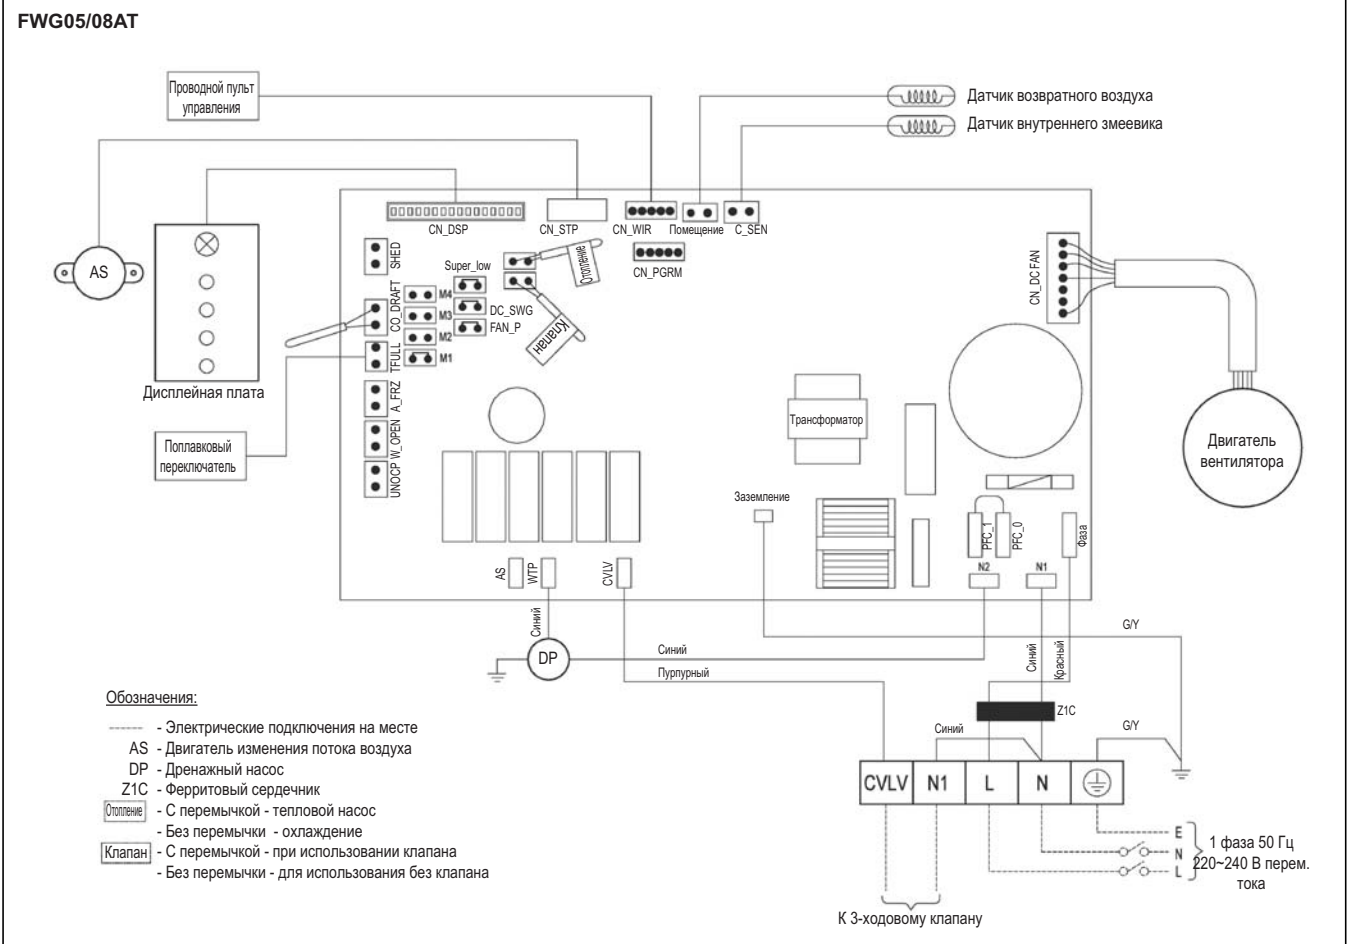 FWG05/08AT
Проводной пульт
управления
Датчик возвратного воздуха
Датчик внутреннего змеевика
AS
CN_DSP
CN_STP
CN_WIR
Помещение
C_SEN
CN_PGRM
SHED
Super_low
Отопление
Клапан
CN_DC FAN
CO_DRAFT
M4
M3
M2
M1
DC_SWG
FAN_P
TFULL
A_FRZ
W_OPEN
UNOCP
Дисплейная плата
Поплавковый
переключатель
Трансформатор
Двигатель
вентилятора
Заземление
PFC_1
PFC_0
Фаза
N2
N1
AS
WTP
CVLV
Синий
DP
Синий
Пурпурный
Синий
Красный
G/Y
Z1C
Синий
G/Y
CVLV
N1
L
N
E
N
L
1 фаза 50 Гц
220~240 В перем.
тока
К 3-ходовому клапану
Обозначения:
- Электрические подключения на месте
AS - Двигатель изменения потока воздуха
DP - Дренажный насос
Z1C - Ферритовый сердечник
Отопление - С перемычкой - тепловой насос
- Без перемычки - охлаждение
Клапан - С перемычкой - при использовании клапана
- Без перемычки - для использования без клапана